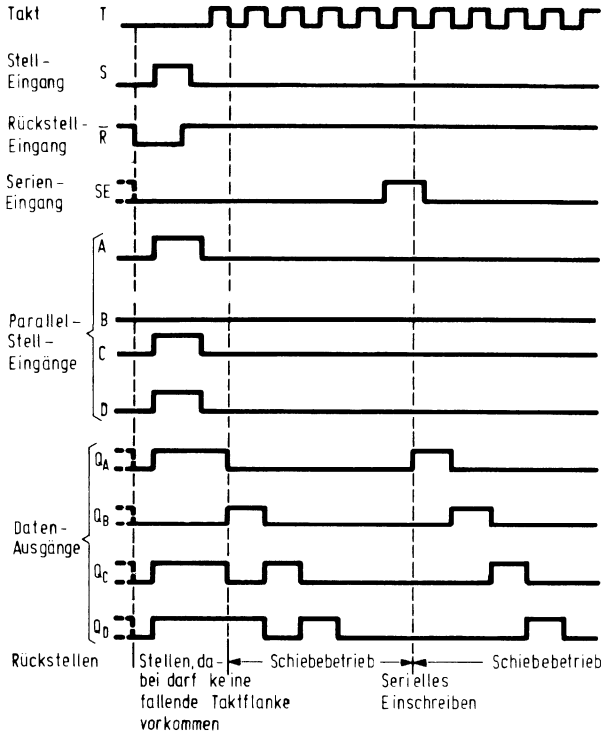 Takt T
Stell-
Eingang S
Rückstell-
Eingang R̅
Serien-
Eingang SE
A
B
Parallel-
Stell-
Eingänge C
D
QA
QB
Daten-
Ausgänge
QC
QD
Rückstellen Stellen, da- Schiebebetrieb Schiebebetrieb
bei darf keine Serielles
fallende Taktflanke Einschreiben
vorkommen